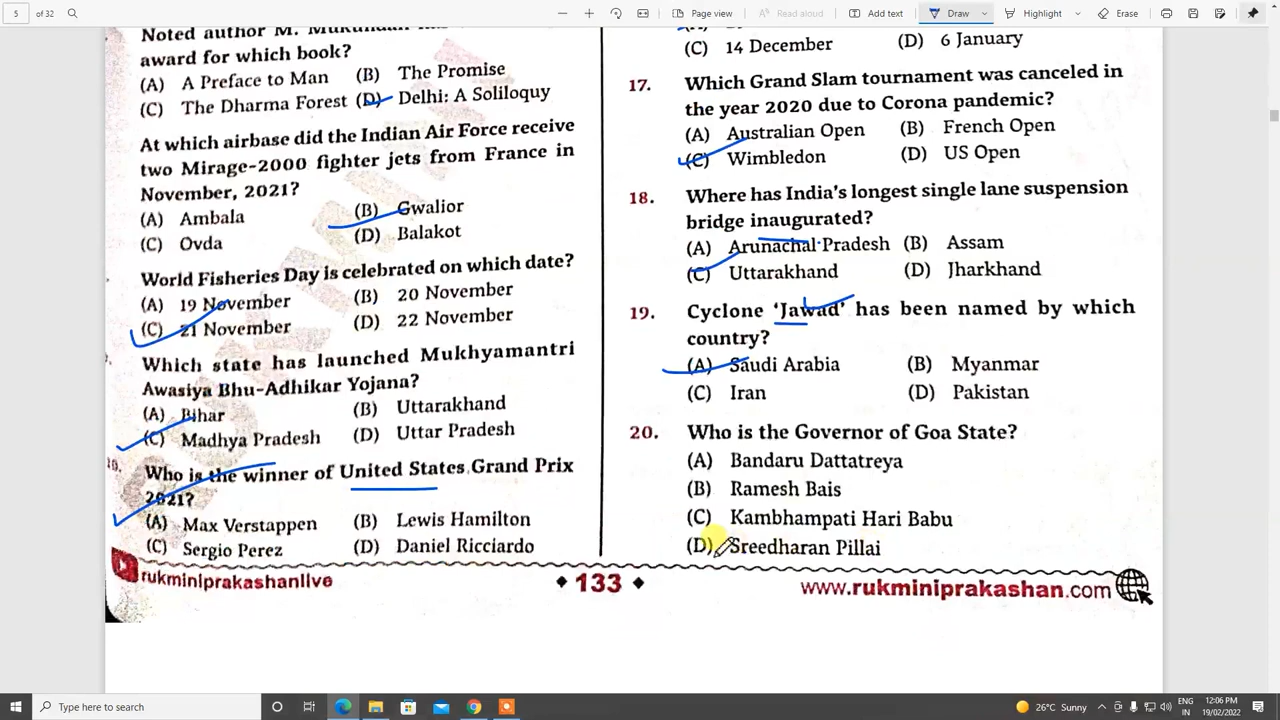 5 of 32
Page view
Read aloud
Add text
Draw
Highlight
Erase
Noted author M.
award for which book?
(A) A Preface to Man (B) The Promise
(C) The Dharma Forest (D) Delhi: A Soliloquy
At which airbase did the Indian Air Force receive
two Mirage-2000 fighter jets from France in
November, 2021?
(A) Ambala (B) Gwalior
(C) Ovda (D) Balakot
World Fisheries Day is celebrated on which date?
(A) 19 November (B) 20 November
(C) 21 November (D) 22 November
Which state has launched Mukhyamantri
Awasiya Bhu-Adhikar Yojana?
(A) Bihar (B) Uttarakhand
(C) Madhya Pradesh (D) Uttar Pradesh
Who is the winner of United States Grand Prix
2021?
(A) Max Verstappen (B) Lewis Hamilton
(C) Sergio Perez (D) Daniel Ricciardo
(C) 14 December (D) 6 January
17. Which Grand Slam tournament was canceled in
the year 2020 due to Corona pandemic?
(A) Australian Open (B) French Open
(C) Wimbledon (D) US Open
18. Where has India's longest single lane suspension
bridge inaugurated?
(A) Arunachal Pradesh (B) Assam
(C) Uttarakhand (D) Jharkhand
19. Cyclone 'Jawad' has been named by which
country?
(A) Saudi Arabia (B) Myanmar
(C) Iran (D) Pakistan
20. Who is the Governor of Goa State?
(A) Bandaru Dattatreya
(B) Ramesh Bais
(C) Kambhampati Hari Babu
(D) Sreedharan Pillai
rukminiprakashanlive
133
www.rukminiprakashan.com
Type here to search
26°C Sunny
ENG
IN
12:06 PM
19/02/2022